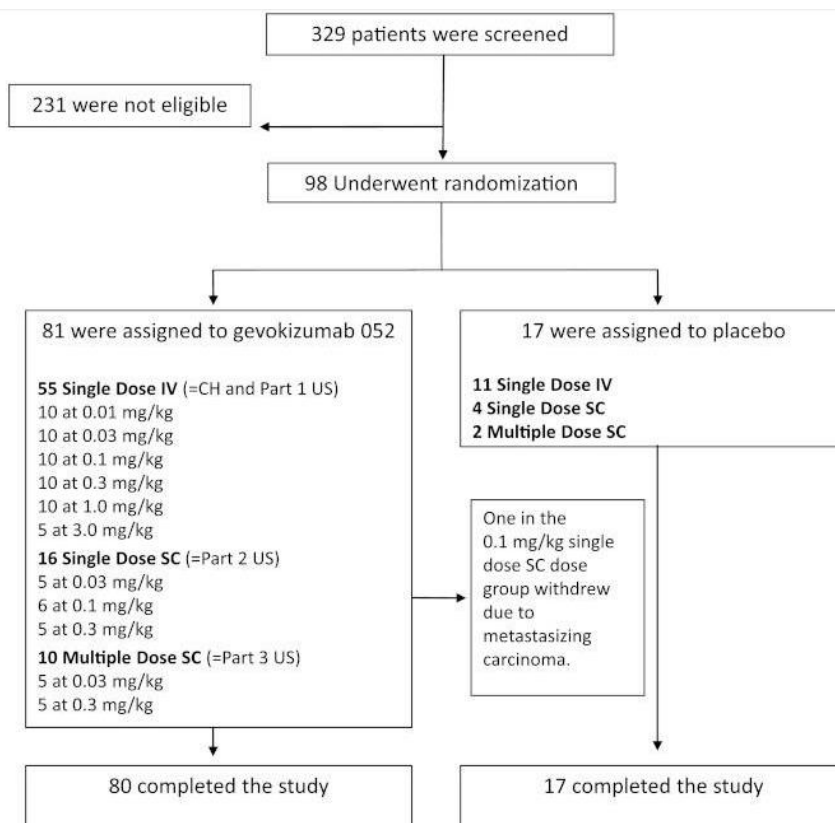 329 patients were screened
231 were not eligible
98 Underwent randomization
81 were assigned to gevokizumab 052
55 Single Dose IV (=CH and Part 1 US)
10 at 0.01 mg/kg
10 at 0.03 mg/kg
10 at 0.1 mg/kg
10 at 0.3 mg/kg
10 at 1.0 mg/kg
5 at 3.0 mg/kg
16 Single Dose SC (=Part 2 US)
5 at 0.03 mg/kg
6 at 0.1 mg/kg
5 at 0.3 mg/kg
10 Multiple Dose SC (=Part 3 US)
5 at 0.03 mg/kg
5 at 0.3 mg/kg
17 were assigned to placebo
11 Single Dose IV
4 Single Dose SC
2 Multiple Dose SC
One in the
0.1 mg/kg single
dose SC dose
group withdrew
due to
metastasizing
carcinoma.
80 completed the study
17 completed the study